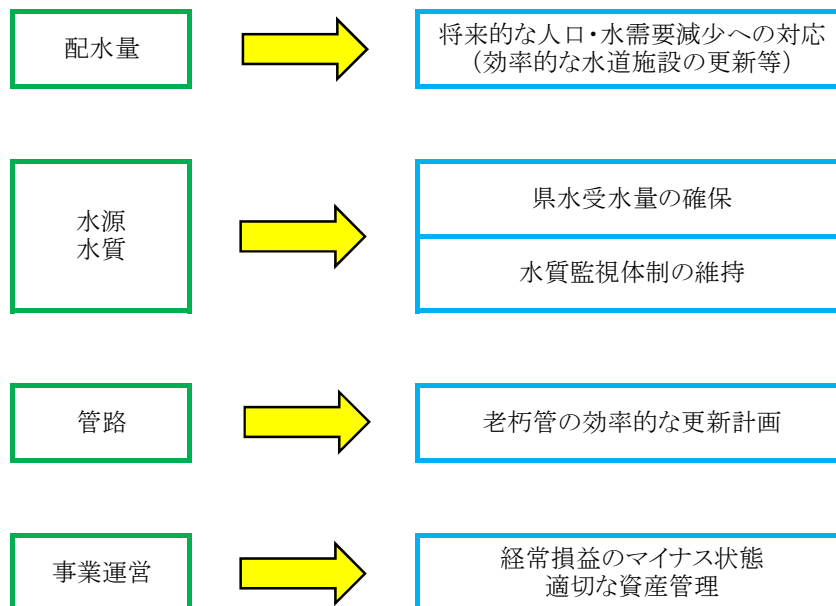 配水量
将来的な人口・水需要減少への対応
（効率的な水道施設の更新等）
水源
水質
県水受水量の確保
水質監視体制の維持
管路
老朽管の効率的な更新計画
事業運営
経常損益のマイナス状態
適切な資産管理